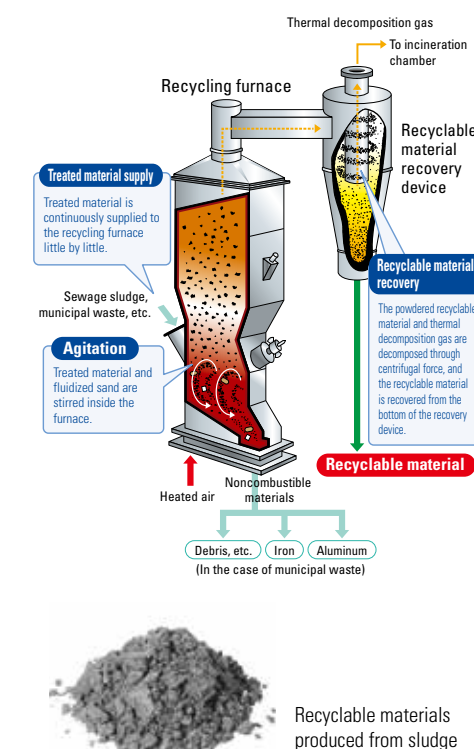 Thermal decomposition gas
To incineration
chamber
Recycling furnace
Recyclable
material
recovery
device
Treated material supply
Treated material is
continuously supplied to
the recycling furnace
little by little.
Sewage sludge,
municipal waste, etc.
Agitation
Treated material and
fluidized sand are
stirred inside the
furnace.
Recyclable material
recovery
The powdered recyclable
material and thermal
decomposition gas are
decomposed through
centrifugal force, and
the recyclable material
is recovered from the
bottom of the recovery
device.
Recyclable material
Heated air
Noncombustible
materials
Debris, etc.
Iron
Aluminum
(In the case of municipal waste)
Recyclable materials
produced from sludge